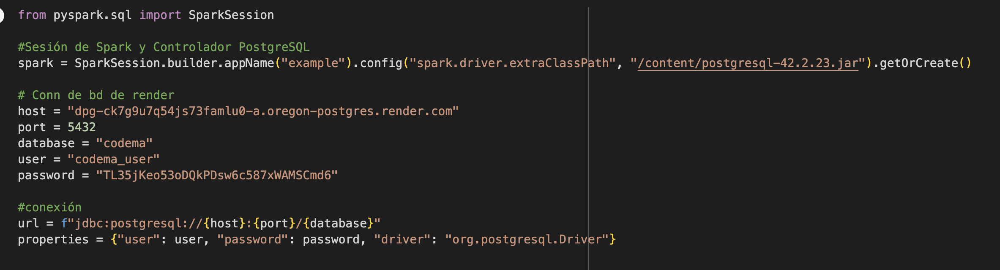 from pyspark.sql import SparkSession
#Sesión de Spark y Controlador PostgreSQL
spark = SparkSession.builder.appName("example").config("spark.driver.extraClassPath", "/content/postgresql-42.2.23.jar").getOrCreate()
# Conn de bd de render
host = "dpg-ck7g9u7q54js73famlu0-a.oregon-postgres.render.com"
port = 5432
database = "codema"
user = "codema_user"
password = "TL35jKeo53oDQkPDsw6c587xWAMSCmd6"
#conexión
url = f"jdbc:postgresql://{host}:{port}/{database}"
properties = {"user": user, "password": password, "driver": "org.postgresql.Driver"}